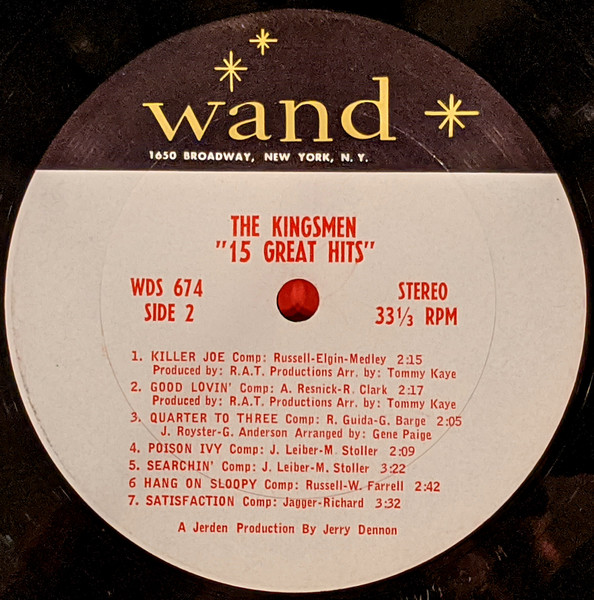 wand
1650 BROADWAY, NEW YORK, N. Y.
THE KINGSMEN
"15 GREAT HITS"
WDS 674
SIDE 2
STEREO
33⅓ RPM
1. KILLER JOE Comp: Russell-Elgin-Medley 2:15
Produced by: R.A.T. Productions Arr. by: Tommy Kaye
2. GOOD LOVIN' Comp: A. Resnick-R. Clark 2:17
Produced by: R.A.T. Productions Arr. by: Tommy Kaye
3. QUARTER TO THREE Comp: R. Guida-G. Barge 2:05
J. Royster-G. Anderson Arranged by: Gene Paige
4. POISON IVY Comp: J. Leiber-M. Stoller 2:09
5. SEARCHIN' Comp: J. Leiber-M. Stoller 3:22
6 HANG ON SLOOPY Comp: Russell-W. Farrell 2:42
7. SATISFACTION Comp: Jagger-Richard 3:32
A Jerden Production By Jerry Dennon